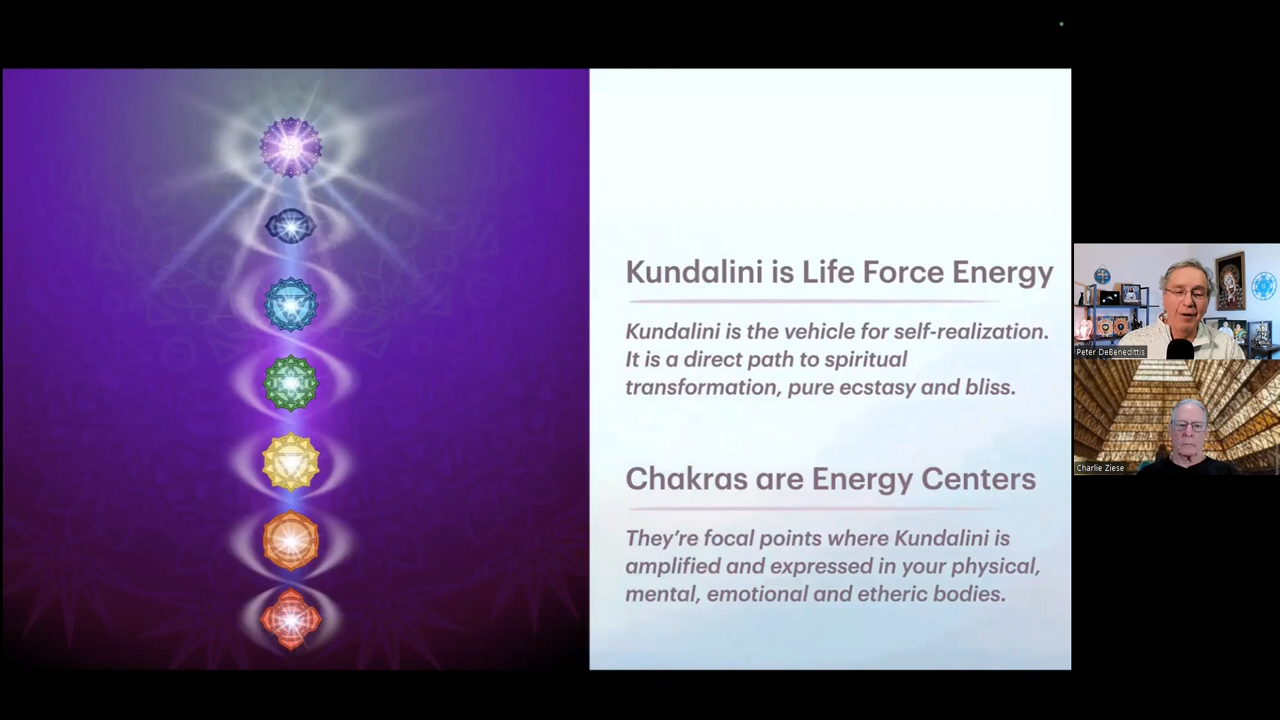 Kundalini is Life Force Energy
Kundalini is the vehicle for self-realization.
It is a direct path to spiritual
transformation, pure ecstasy and bliss.
Chakras are Energy Centers
They’re focal points where Kundalini is
amplified and expressed in your physical,
mental, emotional and etheric bodies.
Peter DeBenedittis
Charlie Ziese